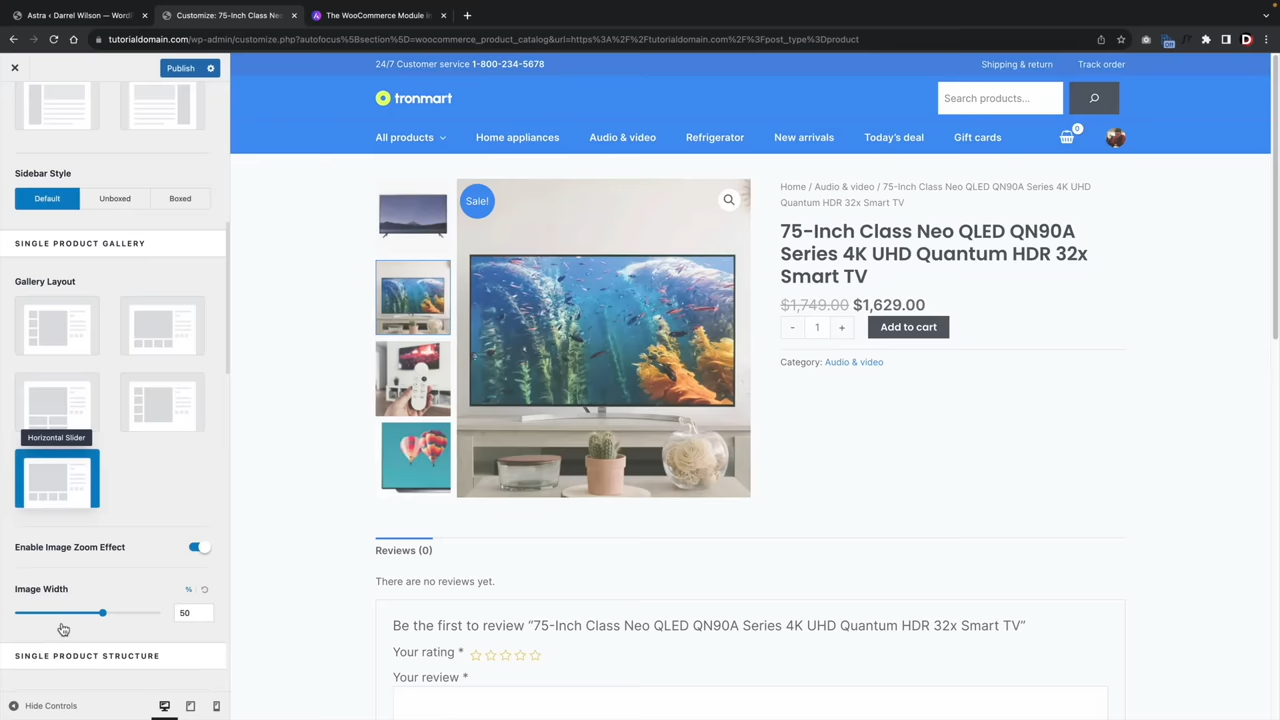 Astra ‹ Darrel Wilson — Word
Customize: 75-Inch Class Neo
The WooCommerce Module in
tutorialdomain.com/wp-admin/customize.php?autofocus%5Bsection%5D=woocommerce_product_catalog&url=https%3A%2F%2Ftutorialdomain.com%2F%3Fpost_type%3Dproduct
Publish
24/7 Customer service 1-800-234-5678
Shipping & return
Track order
tronmart
Search products...
All products
Home appliances
Audio & video
Refrigerator
New arrivals
Today's deal
Gift cards
0
Sidebar Style
Default
Unboxed
Boxed
SINGLE PRODUCT GALLERY
Gallery Layout
Horizontal Slider
Enable Image Zoom Effect
Image Width
%
50
SINGLE PRODUCT STRUCTURE
Hide Controls
Sale!
Home / Audio & video / 75-Inch Class Neo QLED QN90A Series 4K UHD
Quantum HDR 32x Smart TV
75-Inch Class Neo QLED QN90A
Series 4K UHD Quantum HDR 32x
Smart TV
$1,749.00 $1,629.00
- 1 +
Add to cart
Category: Audio & video
Reviews (0)
There are no reviews yet.
Be the first to review “75-Inch Class Neo QLED QN90A Series 4K UHD Quantum HDR 32x Smart TV”
Your rating *
Your review *